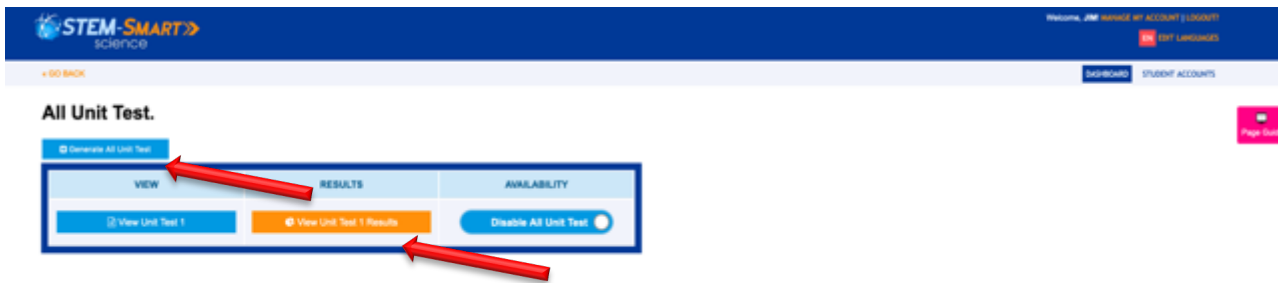 STEM-SMART
science
Welcome, JIM MANAGE MY ACCOUNT | LOGOUT!
EN EDIT LANGUAGES
« GO BACK
DASHBOARD STUDENT ACCOUNTS
All Unit Test.
Page Guide
Generate All Unit Test
VIEW RESULTS AVAILABILITY
View Unit Test 1 View Unit Test 1 Results Disable All Unit Test